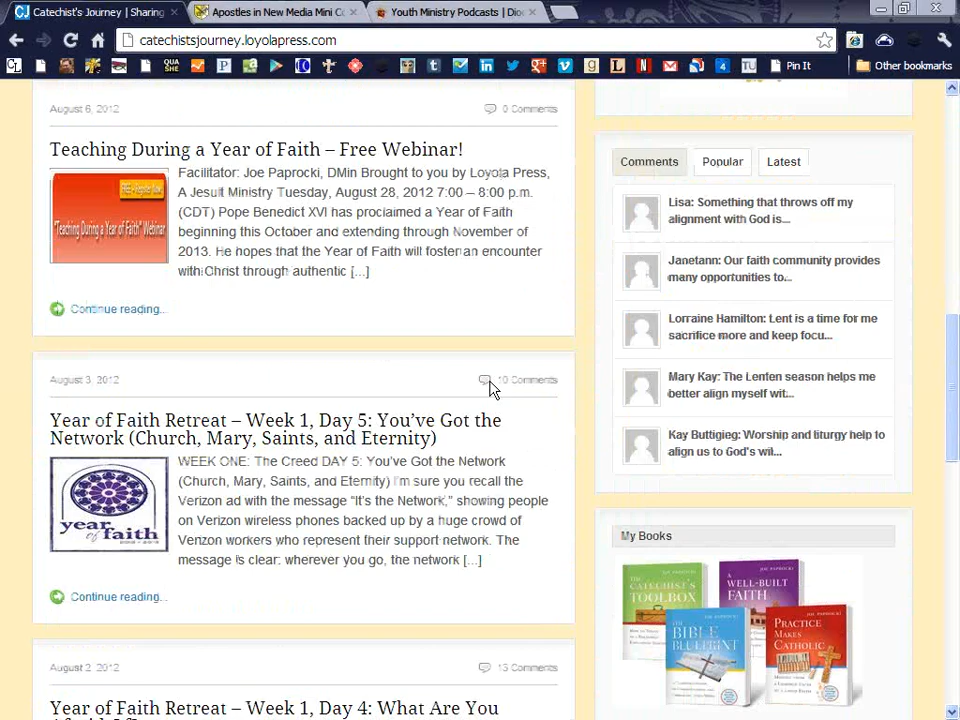 Catechist's Journey | Sharing
Apostles in New Media Mini C
Youth Ministry Podcasts | Dio
catechistsjourney.loyolapress.com
Pin It
Other bookmarks
August 6, 2012
0 Comments
Teaching During a Year of Faith – Free Webinar!
"Teaching During a Year of Faith" Webinar
Facilitator: Joe Paprocki, DMin Brought to you by Loyola Press,
A Jesuit Ministry Tuesday, August 28, 2012 7:00 – 8:00 p.m.
(CDT) Pope Benedict XVI has proclaimed a Year of Faith
beginning this October and extending through November of
2013. He hopes that the Year of Faith will foster an encounter
with Christ through authentic [...]
Continue reading...
August 3, 2012
10 Comments
Year of Faith Retreat – Week 1, Day 5: You've Got the
Network (Church, Mary, Saints, and Eternity)
year
of faith
WEEK ONE: The Creed DAY 5: You've Got the Network
(Church, Mary, Saints, and Eternity) I'm sure you recall the
Verizon ad with the message "It's the Network," showing people
on Verizon wireless phones backed up by a huge crowd of
Verizon workers who represent their support network. The
message is clear: wherever you go, the network [...]
Continue reading...
August 2, 2012
15 Comments
Year of Faith Retreat – Week 1, Day 4: What Are You
Comments
Popular
Latest
Lisa: Something that throws off my
alignment with God is...
Janetann: Our faith community provides
many opportunities to...
Lorraine Hamilton: Lent is a time for me
sacrifice more and keep focu...
Mary Kay: The Lenten season helps me
better align myself wit...
Kay Buttigieg: Worship and liturgy help to
align us to God's wil...
My Books
THE
CATECHIST'S
TOOLBOX
A
WELL-BUILT
FAITH
THE
BIBLE
BLUEPRINT
PRACTICE
MAKES
CATHOLIC